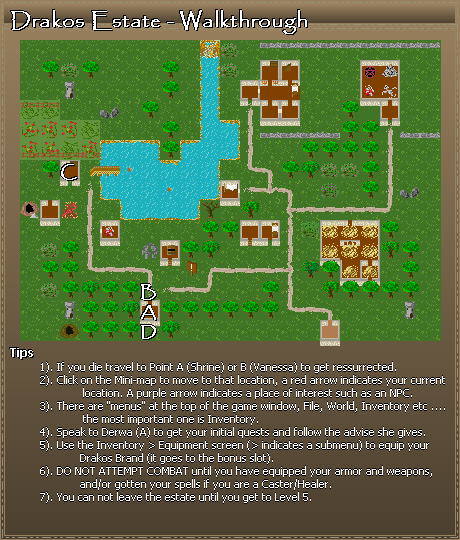 Drakos Estate - Walkthrough
C
B
A
D
Tips
1). If you die travel to Point A (Shrine) or B (Vanessa) to get ressurrected.
2). Click on the Mini-map to move to that location, a red arrow indicates your current
location. A purple arrow indicates a place of interest such as an NPC.
3). There are "menus" at the top of the game window, File, World, Inventory etc ....
the most important one is Inventory.
4). Speak to Derwa (A) to get your initial quests and follow the advise she gives.
5). Use the Inventory > Equipment screen (> indicates a submenu) to equip your
Drakos Brand (it goes to the bonus slot).
6). DO NOT ATTEMPT COMBAT until you have equipped your armor and weapons,
and/or gotten your spells if you are a Caster/Healer.
7). You can not leave the estate until you get to Level 5.